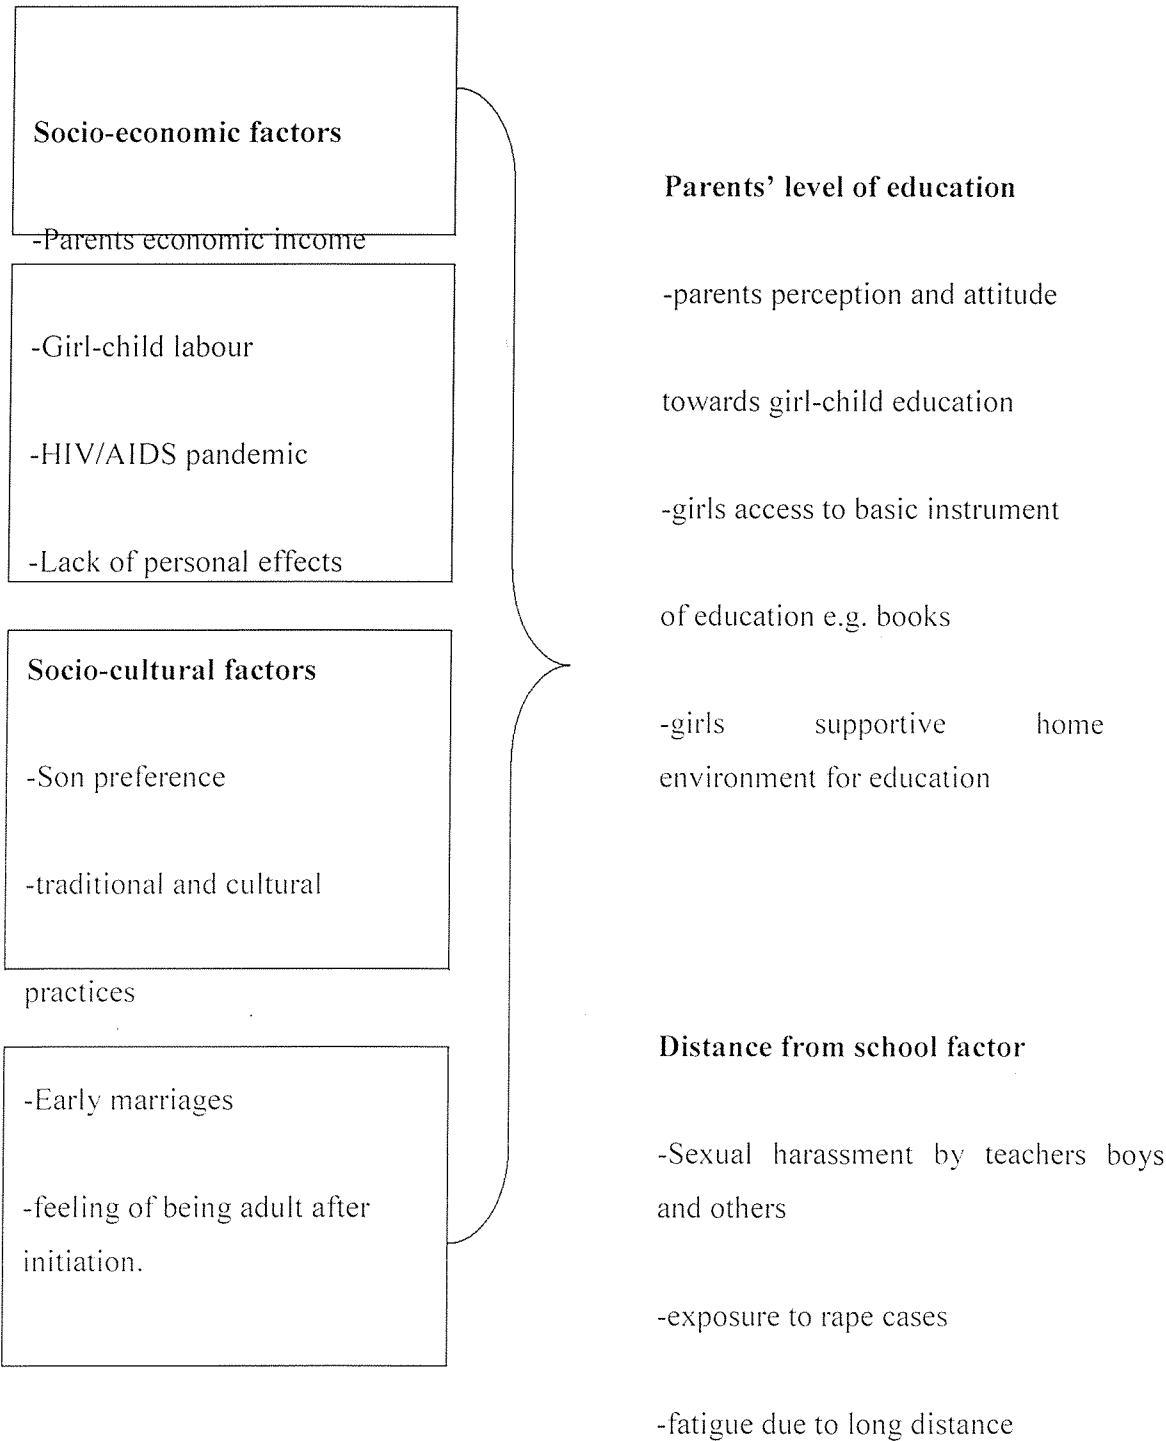 Socio-economic factors
-Parents economic income
-Girl-child labour
-HIV/AIDS pandemic
-Lack of personal effects
Socio-cultural factors
-Son preference
-traditional and cultural
practices
-Early marriages
-feeling of being adult after
initiation.
Parents’ level of education
-parents perception and attitude
towards girl-child education
-girls access to basic instrument
of education e.g. books
-girls supportive home
environment for education
Distance from school factor
-Sexual harassment by teachers boys
and others
-exposure to rape cases
-fatigue due to long distance